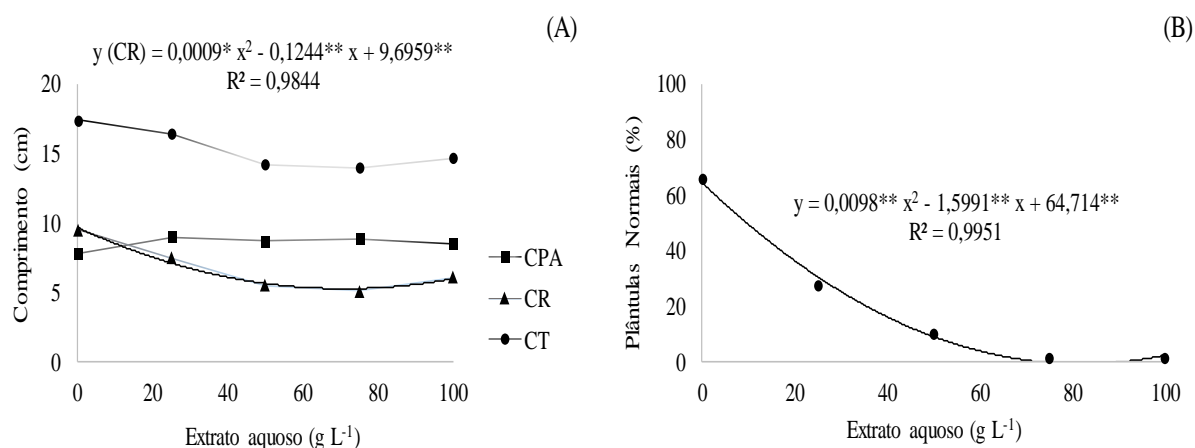 (A)
y (CR) = 0,0009* x² - 0,1244** x + 9,6959**
R² = 0,9844
20
15
10
5
0
0 20 40 60 80 100
Comprimento (cm)
Extrato aquoso (g L⁻¹)
CPA
CR
CT
(B)
100
80
60
40
20
0
0 20 40 60 80 100
Plântulas Normais (%)
Extrato aquoso (g L⁻¹)
y = 0,0098** x² - 1,5991** x + 64,714**
R² = 0,9951